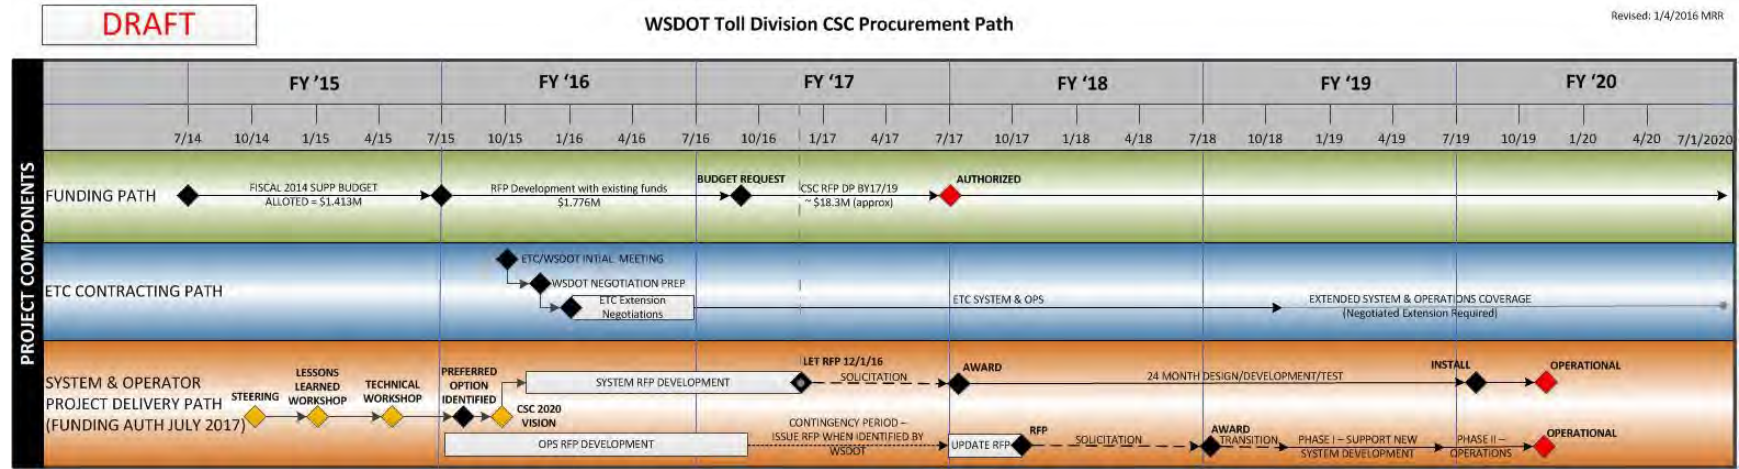 DRAFT
WSDOT Toll Division CSC Procurement Path
Revised: 1/4/2016 MRR
FY '15
FY ‘16
FY ‘17
FY ‘18
FY ‘19
FY ‘20
7/14
10/14
1/15
4/15
7/15
10/15
1/16
4/16
7/16
10/16
1/17
4/17
7/17
10/17
1/18
4/18
7/18
10/18
1/19
4/19
7/19
10/19
1/20
4/20
7/1/2020
PROJECT COMPONENTS
FUNDING PATH
FISCAL 2014 SUPP BUDGET
ALLOTED = $1.413M
RFP Development with existing funds
$1.776M
BUDGET REQUEST
CSC RFP DP BY17/19
~ $18.3M (approx)
AUTHORIZED
ETC CONTRACTING PATH
ETC/WSDOT INTIAL MEETING
WSDOT NEGOTIATION PREP
ETC Extension
Negotiations
ETC SYSTEM & OPS
EXTENDED SYSTEM & OPERATIONS COVERAGE
(Negotiated Extension Required)
SYSTEM & OPERATOR
PROJECT DELIVERY PATH
(FUNDING AUTH JULY 2017)
STEERING
LESSONS
LEARNED
WORKSHOP
TECHNICAL
WORKSHOP
PREFERRED
OPTION
IDENTIFIED
CSC 2020
VISION
SYSTEM RFP DEVELOPMENT
LET RFP 12/1/16
SOLICITATION
AWARD
24 MONTH DESIGN/DEVELOPMENT/TEST
INSTALL
OPERATIONAL
OPS RFP DEVELOPMENT
CONTINGENCY PERIOD –
ISSUE RFP WHEN IDENTIFIED BY
WSDOT
UPDATE RFP
RFP
SOLICITATION
AWARD
TRANSITION
PHASE I – SUPPORT NEW
SYSTEM DEVELOPMENT
PHASE II –
OPERATIONS
OPERATIONAL